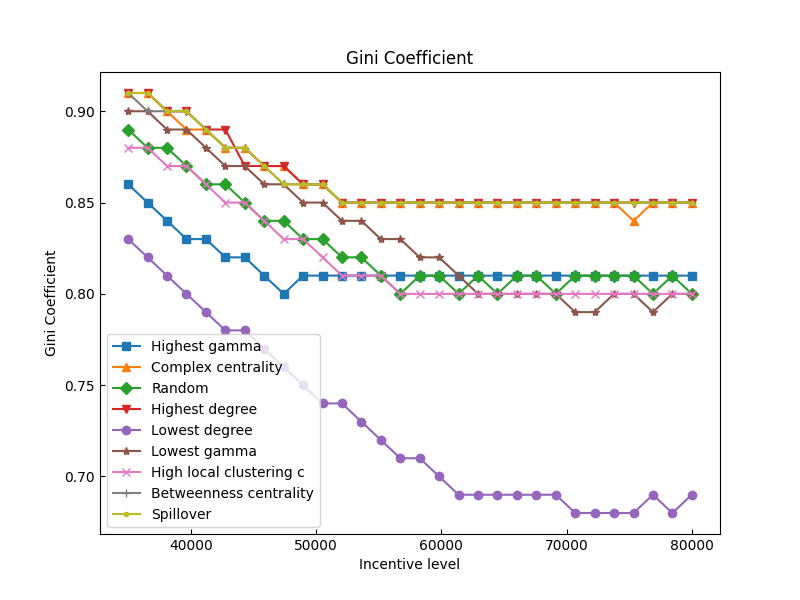 Gini Coefficient
0.90
0.85
0.80
0.75
0.70
Gini Coefficient
Highest gamma
Complex centrality
Random
Highest degree
Lowest degree
Lowest gamma
High local clustering c
Betweenness centrality
Spillover
40000 50000 60000 70000 80000
Incentive level